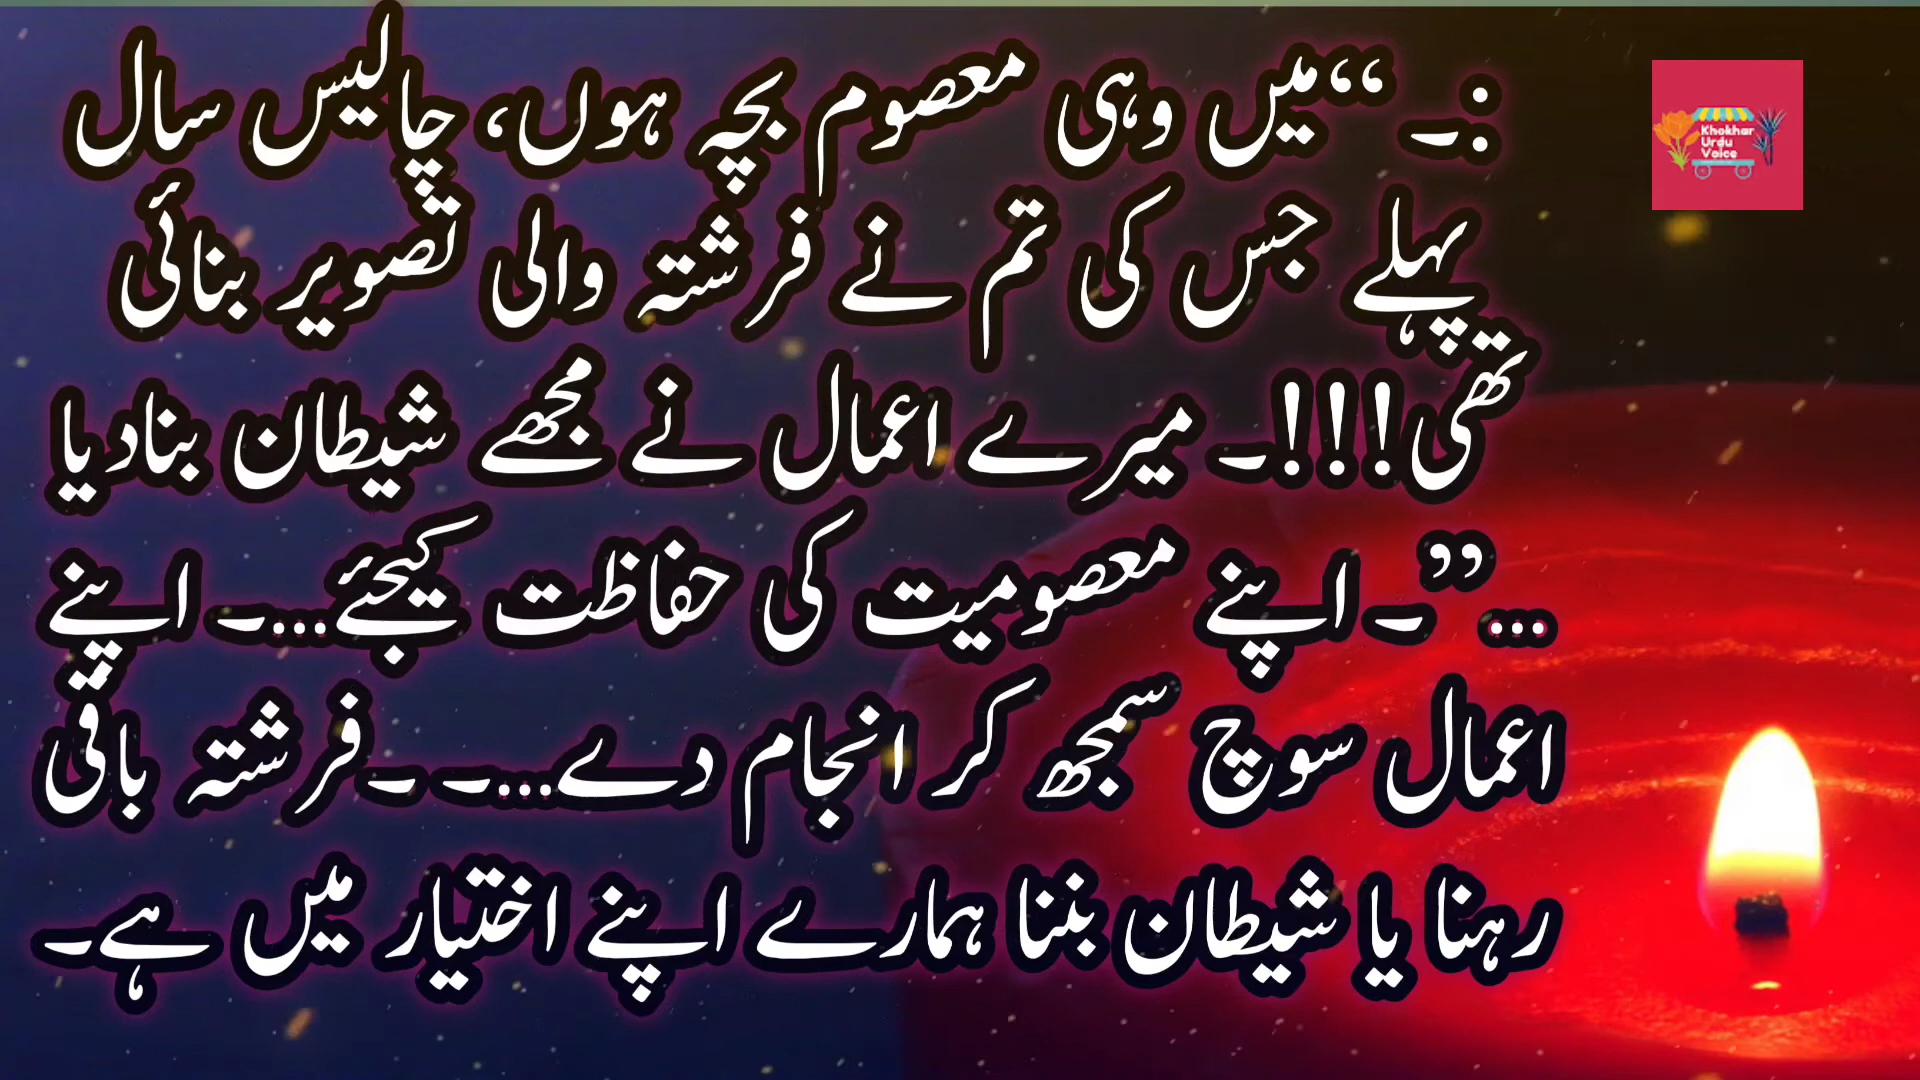 :۔ “میں وہی معصوم بچہ ہوں، چالیس سال
پہلے جس کی تم نے فرشتہ والی تصویر بنائی
تھی!!!۔ میرے اعمال نے مجھے شیطان بنادیا
...”۔ اپنے معصومیت کی حفاظت کیجئے...۔ اپنے
اعمال سوچ سمجھ کر انجام دے...۔ ۔فرشتہ باقی
رہنا یا شیطان بننا ہمارے اپنے اختیار میں ہے۔
Khokhar
Urdu
Voice